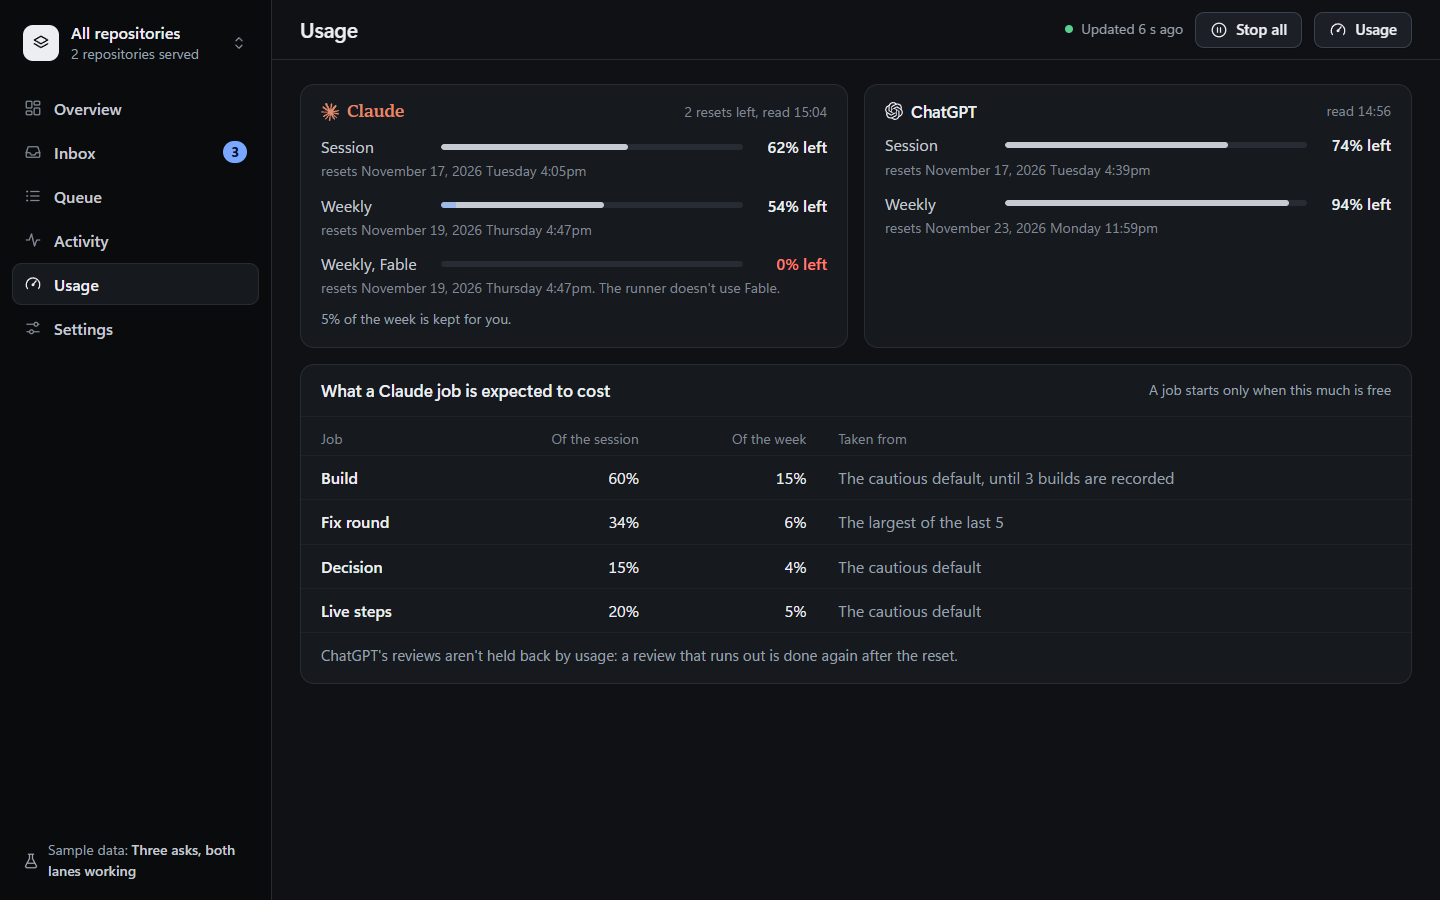 All repositories
2 repositories served
Overview
Inbox 3
Queue
Activity
Usage
Settings
Sample data: Three asks, both
lanes working
Usage
Updated 6 s ago
Stop all
Usage
Claude
2 resets left, read 15:04
Session 62% left
resets November 17, 2026 Tuesday 4:05pm
Weekly 54% left
resets November 19, 2026 Thursday 4:47pm
Weekly, Fable 0% left
resets November 19, 2026 Thursday 4:47pm. The runner doesn't use Fable.
5% of the week is kept for you.
ChatGPT
read 14:56
Session 74% left
resets November 17, 2026 Tuesday 4:39pm
Weekly 94% left
resets November 23, 2026 Monday 11:59pm
What a Claude job is expected to cost
A job starts only when this much is free
Job Of the session Of the week Taken from
Build 60% 15% The cautious default, until 3 builds are recorded
Fix round 34% 6% The largest of the last 5
Decision 15% 4% The cautious default
Live steps 20% 5% The cautious default
ChatGPT's reviews aren't held back by usage: a review that runs out is done again after the reset.